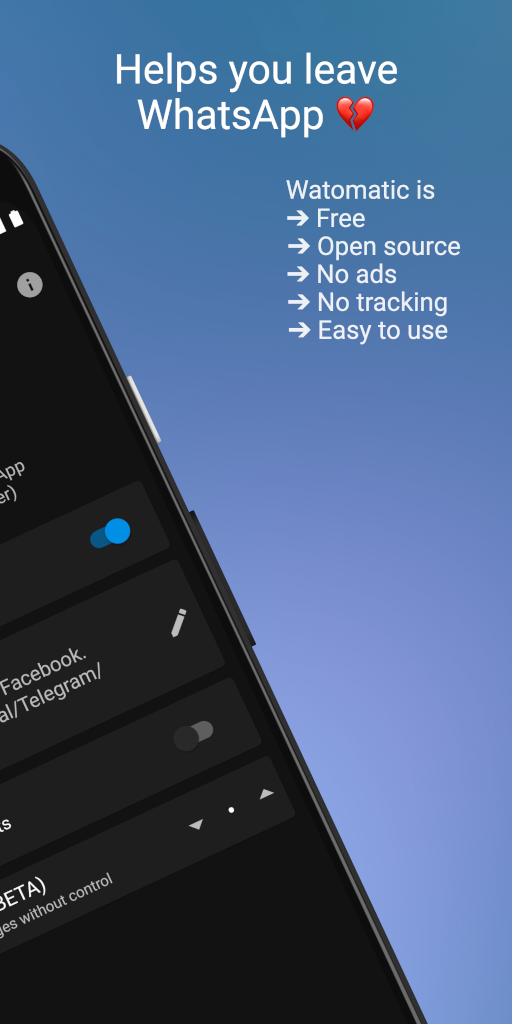 Helps you leave
WhatsApp 💔
Watomatic is
➔ Free
➔ Open source
➔ No ads
➔ No tracking
➔ Easy to use
App
er)
Facebook.
al/Telegram/
ts
BETA)
ges without control